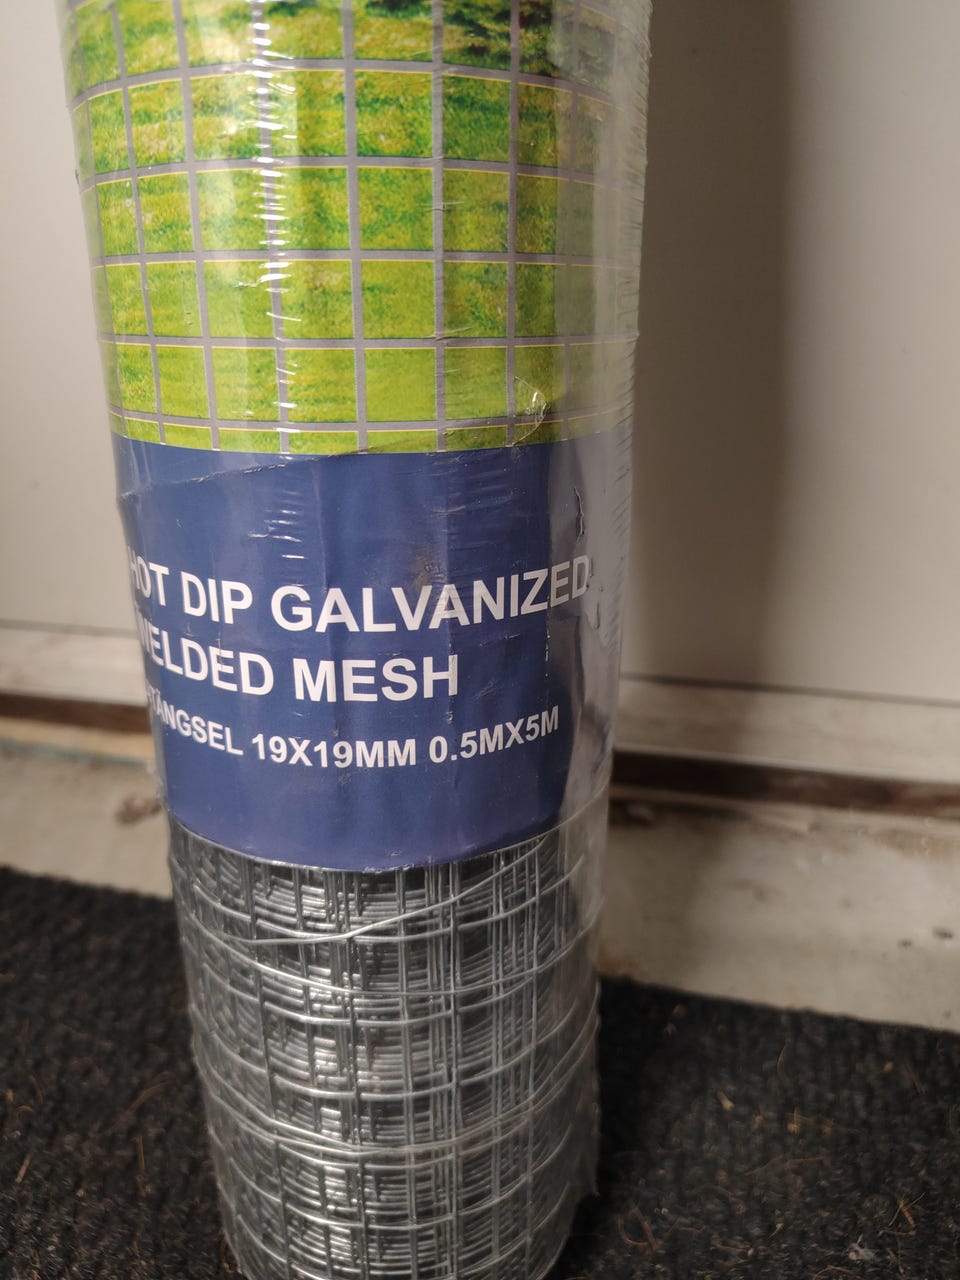 HOT DIP GALVANIZED
WELDED MESH
19X19MM 0.5MX5M